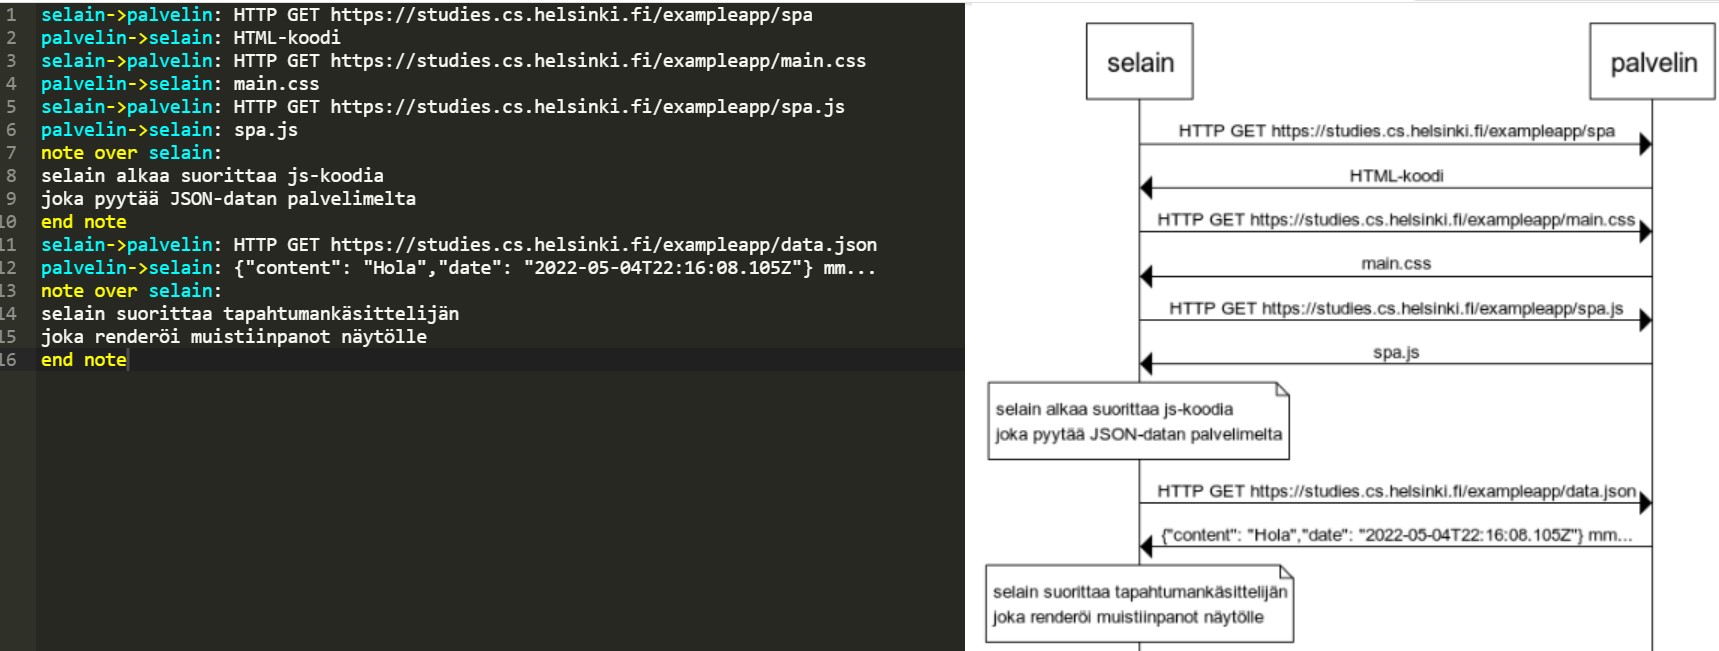 1 selain->palvelin: HTTP GET https://studies.cs.helsinki.fi/exampleapp/spa
2 palvelin->selain: HTML-koodi
3 selain->palvelin: HTTP GET https://studies.cs.helsinki.fi/exampleapp/main.css
4 palvelin->selain: main.css
5 selain->palvelin: HTTP GET https://studies.cs.helsinki.fi/exampleapp/spa.js
6 palvelin->selain: spa.js
7 note over selain:
8 selain alkaa suorittaa js-koodia
9 joka pyytää JSON-datan palvelimelta
10 end note
11 selain->palvelin: HTTP GET https://studies.cs.helsinki.fi/exampleapp/data.json
12 palvelin->selain: {"content": "Hola","date": "2022-05-04T22:16:08.105Z"} mm...
13 note over selain:
14 selain suorittaa tapahtumankäsittelijän
15 joka renderöi muistiinpanot näytölle
16 end note
selain
palvelin
HTTP GET https://studies.cs.helsinki.fi/exampleapp/spa
HTML-koodi
HTTP GET https://studies.cs.helsinki.fi/exampleapp/main.css
main.css
HTTP GET https://studies.cs.helsinki.fi/exampleapp/spa.js
spa.js
selain alkaa suorittaa js-koodia
joka pyytää JSON-datan palvelimelta
HTTP GET https://studies.cs.helsinki.fi/exampleapp/data.json
{"content": "Hola","date": "2022-05-04T22:16:08.105Z"} mm...
selain suorittaa tapahtumankäsittelijän
joka renderöi muistiinpanot näytölle